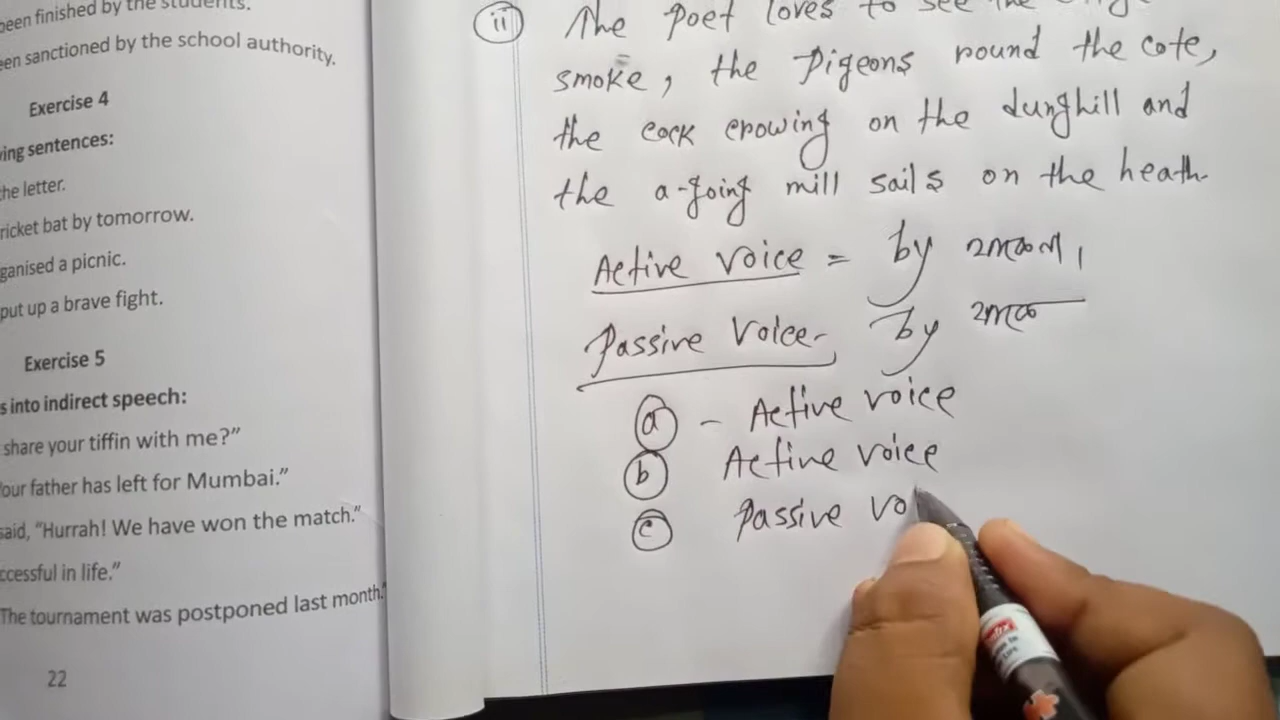 been finished by the students.
een sanctioned by the school authority.
Exercise 4
ving sentences:
he letter.
ricket bat by tomorrow.
ganised a picnic.
put up a brave fight.
Exercise 5
s into indirect speech:
share your tiffin with me?”
our father has left for Mumbai.”
said, “Hurrah! We have won the match.”
ccessful in life.”
The tournament was postponed last month.”
22
ii The poet loves to see the
smoke, the pigeons round the cote,
the cock crowing on the dunghill and
the a-going mill sails on the heath.
Active voice = by থাকেনা।
Passive Voice- by থাকে
a - Active voice
b Active voice
c Passive vo